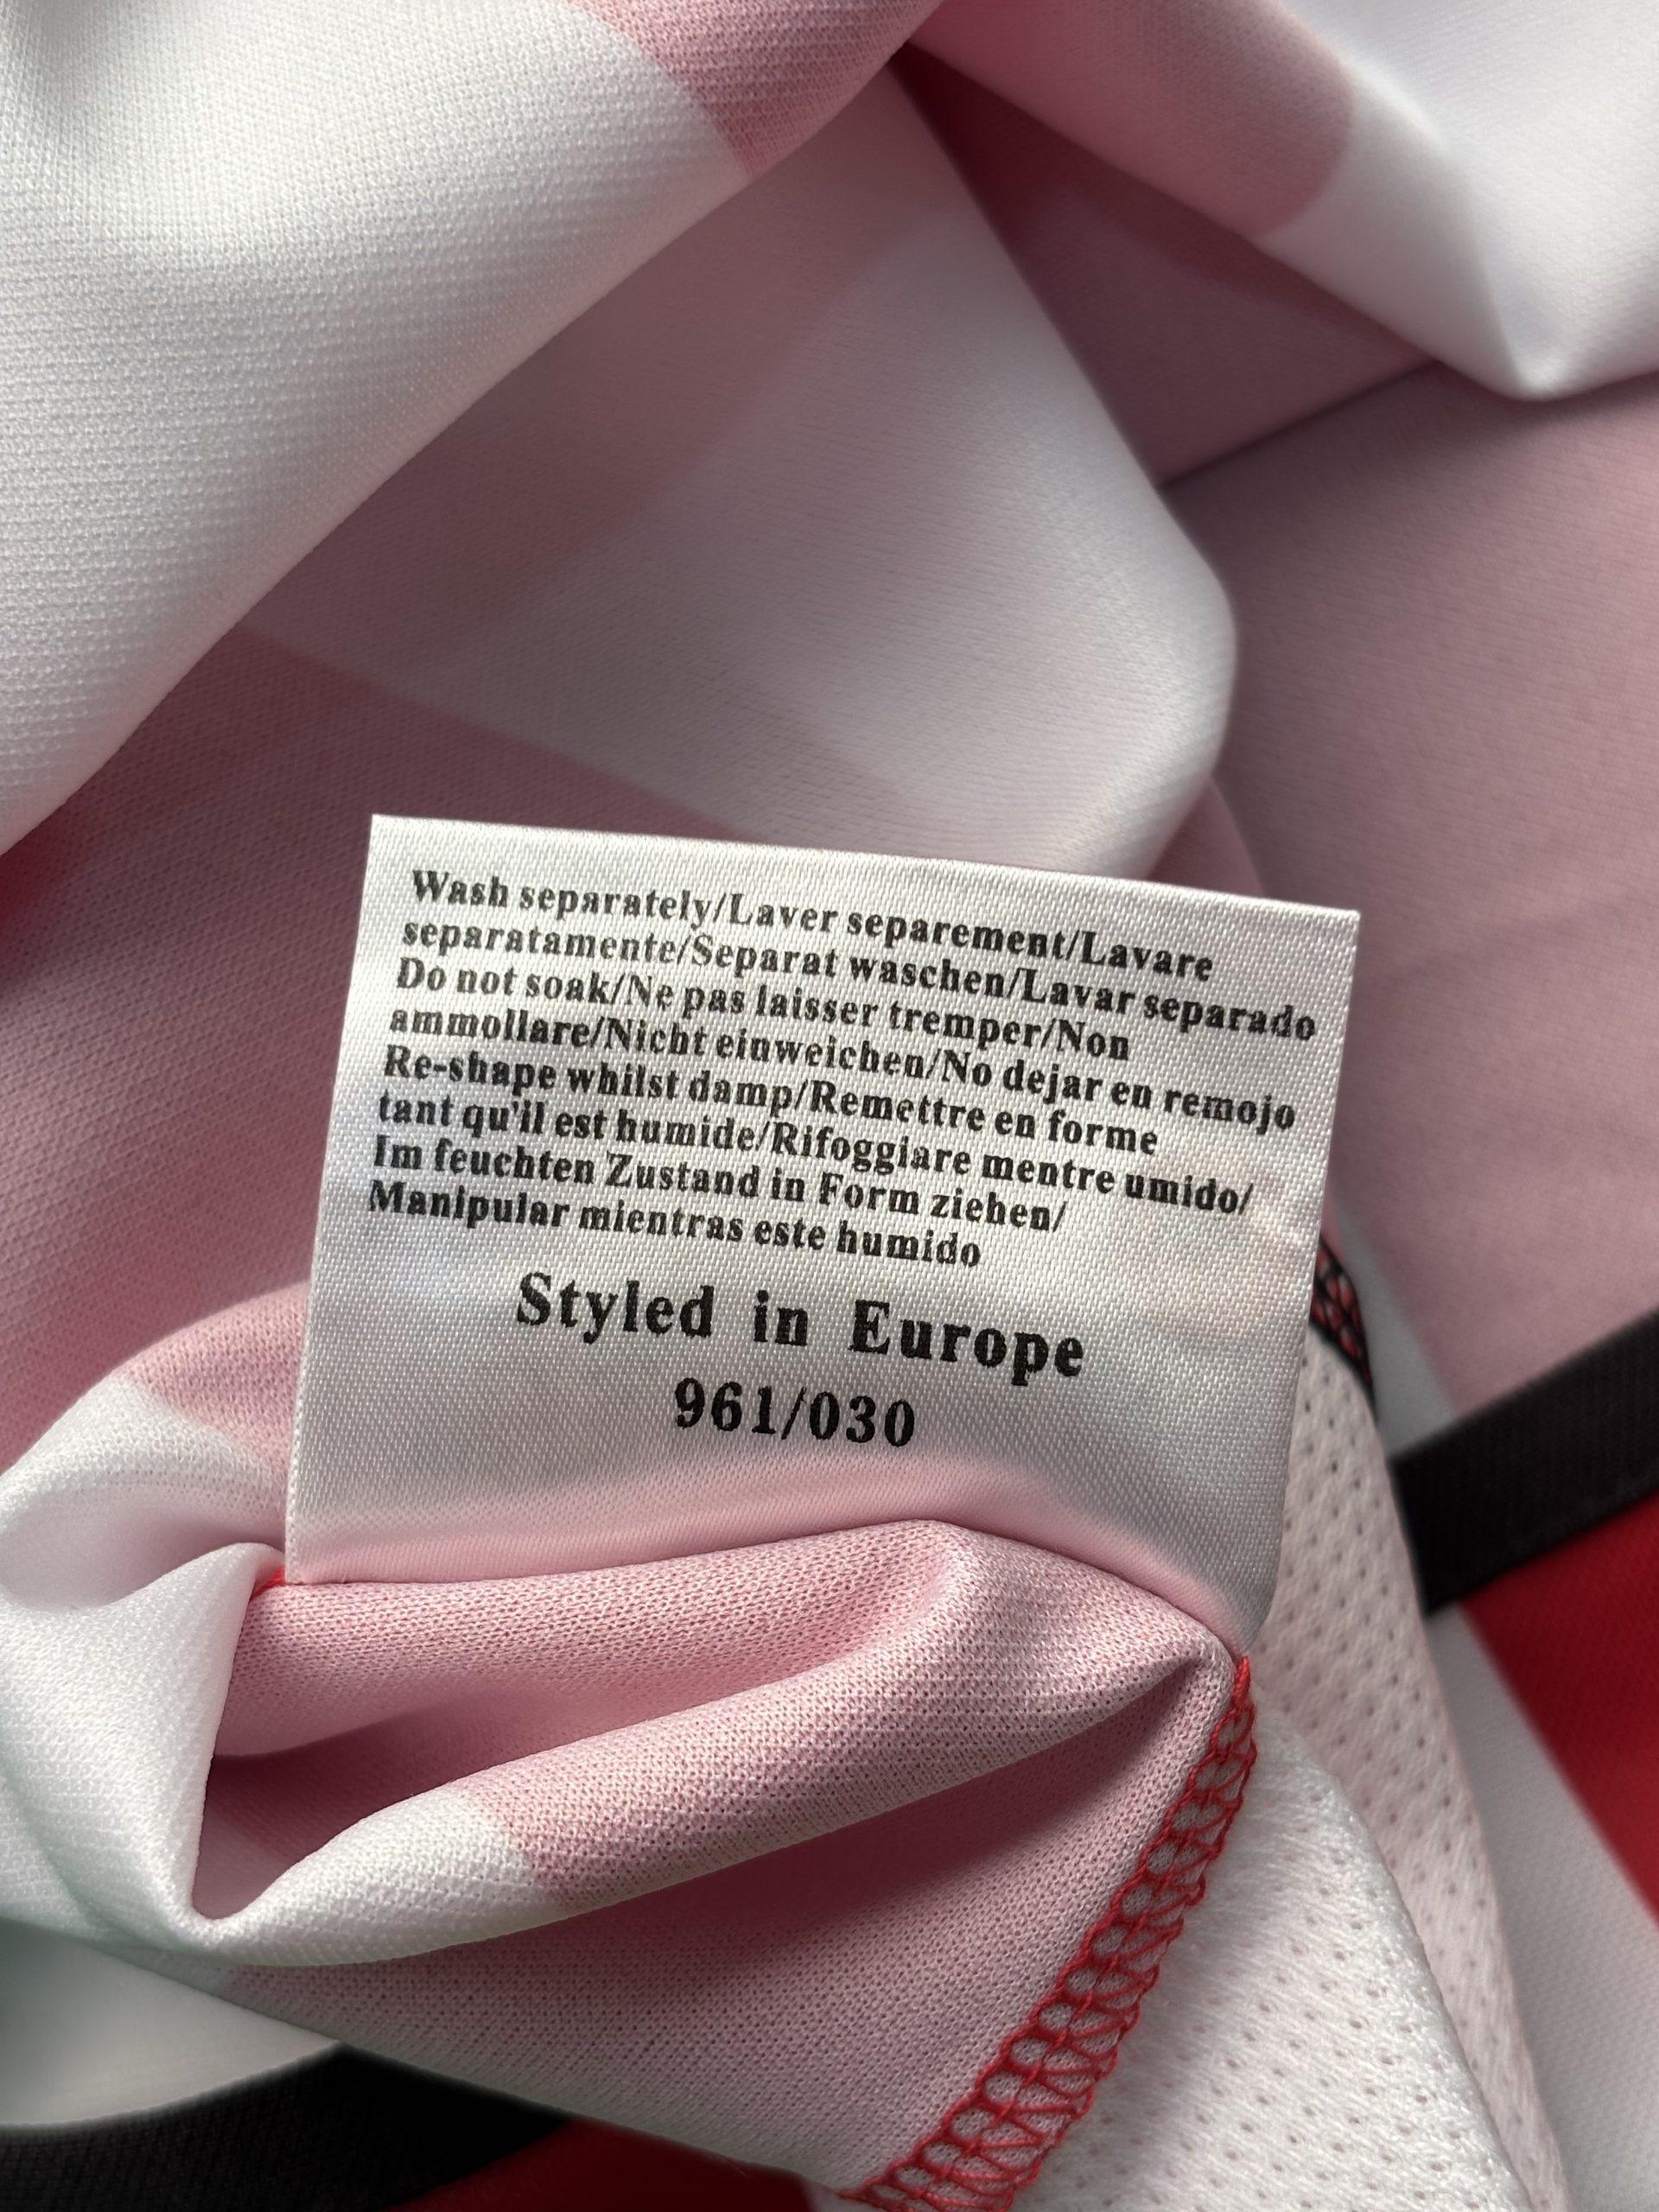 Wash separately/Laver separement/Lavare
separatamente/Separat waschen/Lavar separado
Do not soak/Ne pas laisser tremper/Non
ammollare/Nicht einweichen/No dejar en remojo
Re-shape whilst damp/Remettre en forme
tant qu'il est humide/Rifoggiare mentre umido/
Im feuchten Zustand in Form ziehen/
Manipular mientras este humido
Styled in Europe
961/030